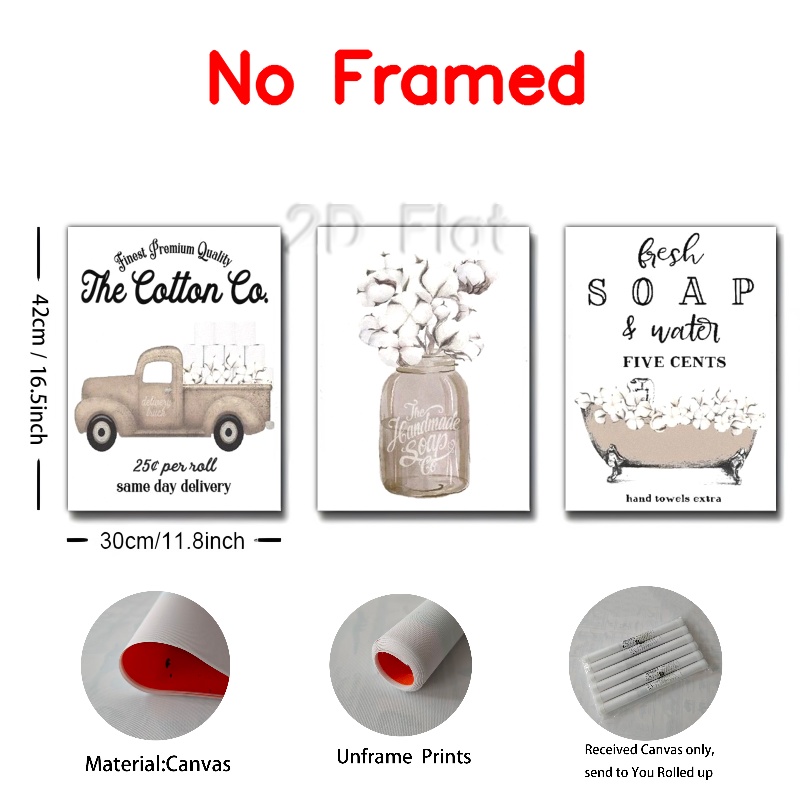 No Framed
2D Flat
Finest Premium Quality
The Cotton Co.
delivery
truck
25¢ per roll
same day delivery
The
Handmade
Soap
Co
fresh
SOAP
& water
FIVE CENTS
hand towels extra
42cm / 16.5inch
30cm/11.8inch
Material:Canvas
Unframe Prints
Received Canvas only,
send to You Rolled up